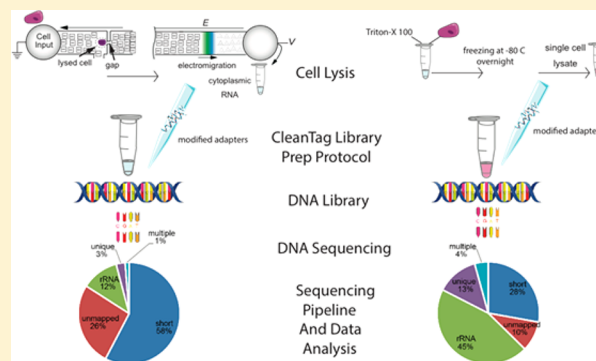 Cell
Input
lysed cell
gap
E
V
electromigration
cytoplasmic
RNA
Cell Lysis
Triton-X 100
freezing at -80 C
overnight
single cell
lysate
modified adapters
CleanTag Library
Prep Protocol
modified adapte
DNA Library
DNA Sequencing
multiple
1%
unique
3%
rRNA
12%
unmapped
26%
short
58%
Sequencing
Pipeline
And Data
Analysis
multiple
4%
unique
13%
short
28%
unmapped
10%
rRNA
45%